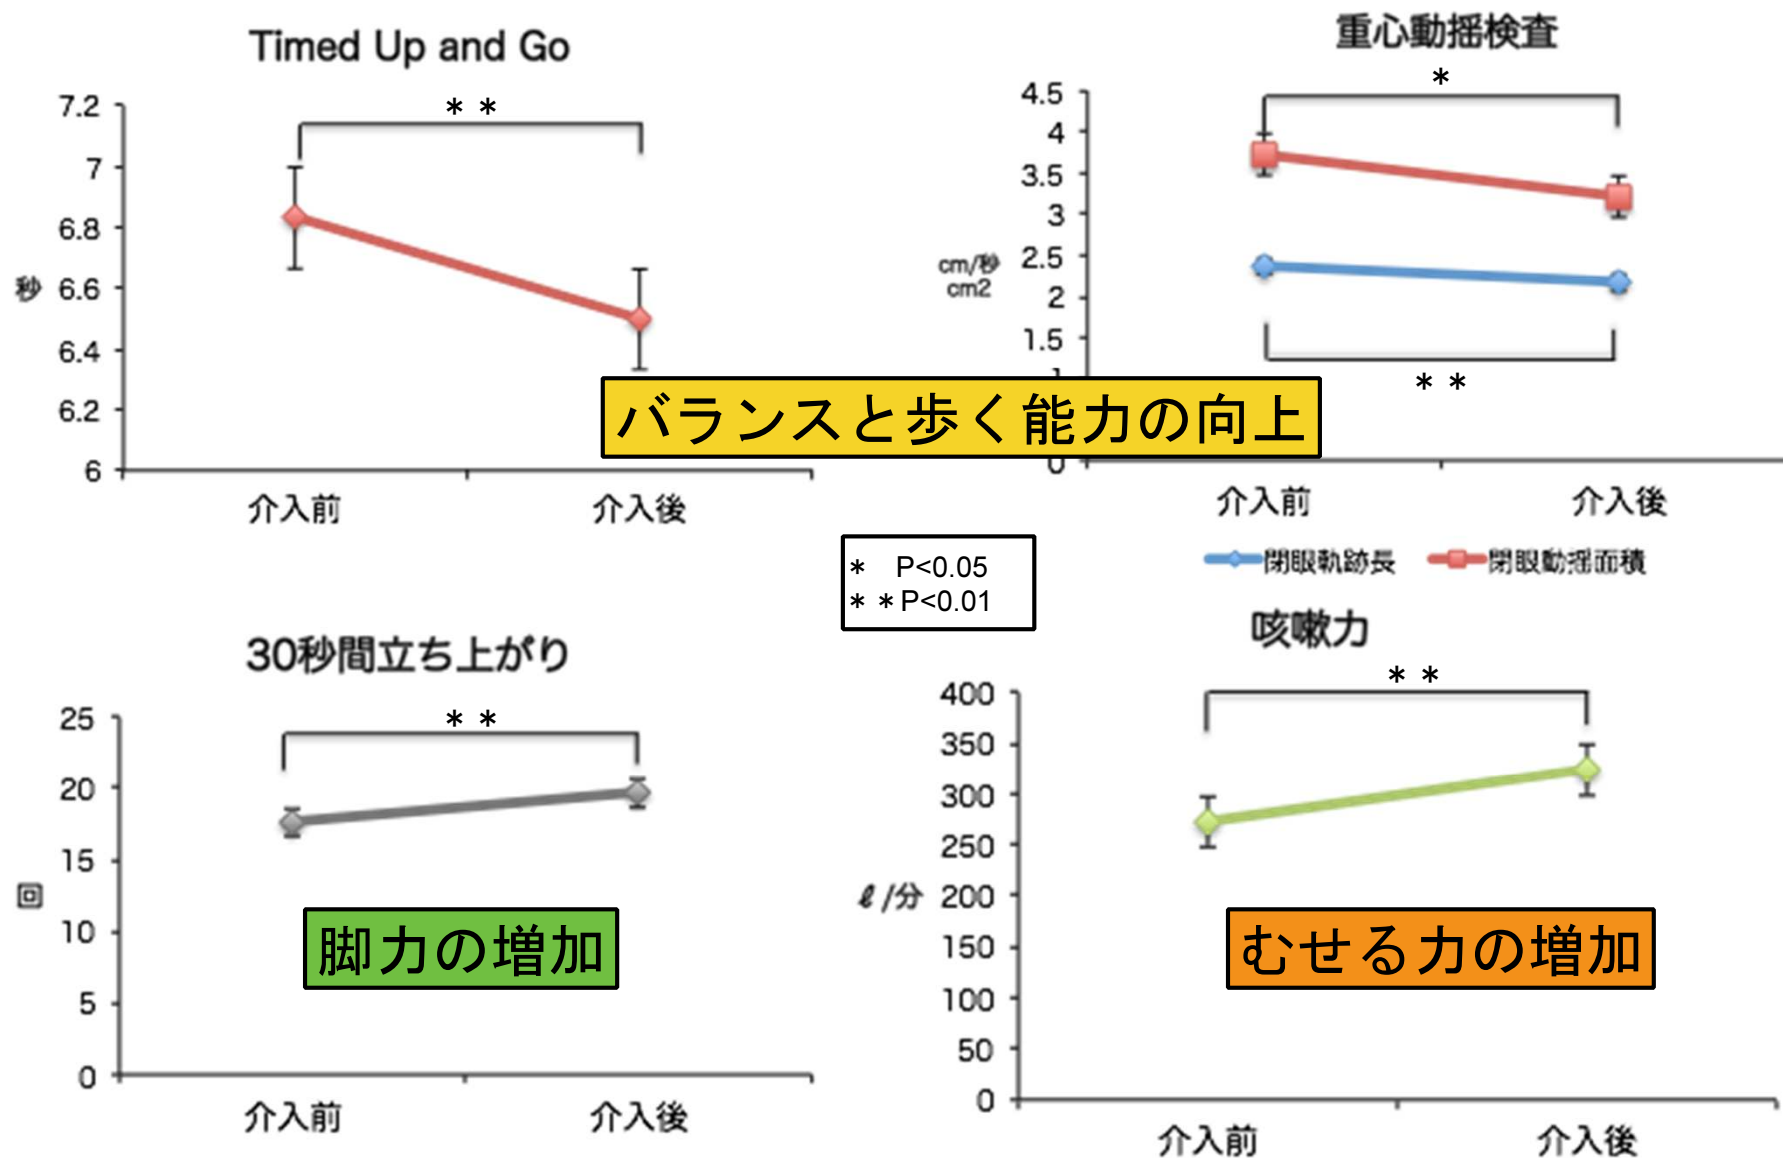 Timed Up and Go
＊＊
7.2
7
6.8
6.6
6.4
6.2
6
秒
介入前
介入後
重心動揺検査
＊
4.5
4
3.5
3
2.5
2
1.5
0
cm/秒
cm2
＊＊
介入前
介入後
閉眼軌跡長
閉眼動揺面積
バランスと歩く能力の向上
＊ P<0.05
＊＊P<0.01
30秒間立ち上がり
＊＊
25
20
15
10
5
0
回
脚力の増加
介入前
介入後
咳嗽力
＊＊
400
350
300
250
200
150
100
50
0
ℓ/分
むせる力の増加
介入前
介入後